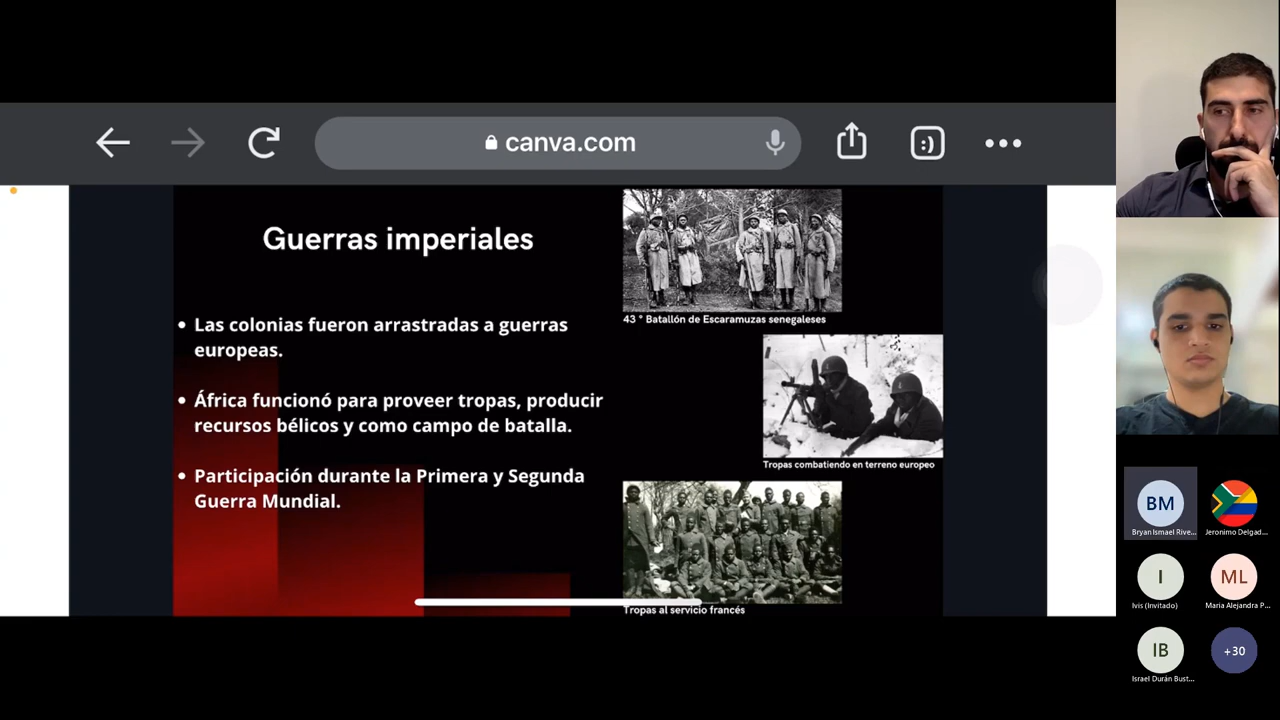 canva.com
Guerras imperiales
• Las colonias fueron arrastradas a guerras
europeas.
• África funcionó para proveer tropas, producir
recursos bélicos y como campo de batalla.
• Participación durante la Primera y Segunda
Guerra Mundial.
43 ° Batallón de Escaramuzas senegaleses
Tropas combatiendo en terreno europeo
Tropas al servicio francés
BM
Bryan Ismael Rive...
Jeronimo Delgad...
I
Ivis (Invitado)
ML
Maria Alejandra P...
IB
Israel Durán Bust...
+30